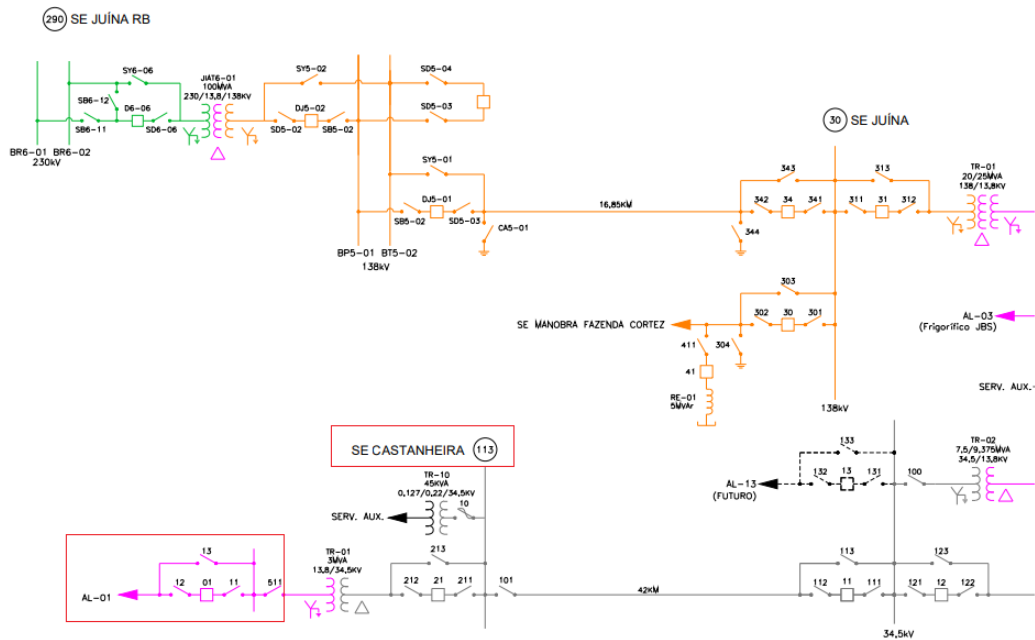 290 SE JUÍNA RB
SY6-06
SB6-12
D6-06
SB6-11
SD6-06
BR6-01
BR6-02
230kV
JIAT6-01
100MVA
230/13,8/138KV
SY5-02
DJ5-02
SD5-02
SB5-02
SD5-04
SD5-03
SY5-01
DJ5-01
SB5-02
SD5-03
CA5-01
BP5-01
BT5-02
138kV
16,85KM
30 SE JUÍNA
343
342
34
341
344
313
311
31
312
TR-01
20/25MVA
138/13,8KV
303
302
30
301
SE MANOBRA FAZENDA CORTEZ
411
304
41
RE-01
5MVAr
138kV
AL-03
(Frigorífico JBS)
SERV. AUX.
SE CASTANHEIRA 113
TR-10
45KVA
0,127/0,22/34,5KV
10
SERV. AUX.
13
12
01
11
511
AL-01
TR-01
3MVA
13,8/34,5KV
213
212
21
211
101
42KM
133
132
13
131
100
AL-13
(FUTURO)
TR-02
7,5/9,375MVA
34,5/13,8KV
113
112
11
111
123
121
12
122
34,5kV